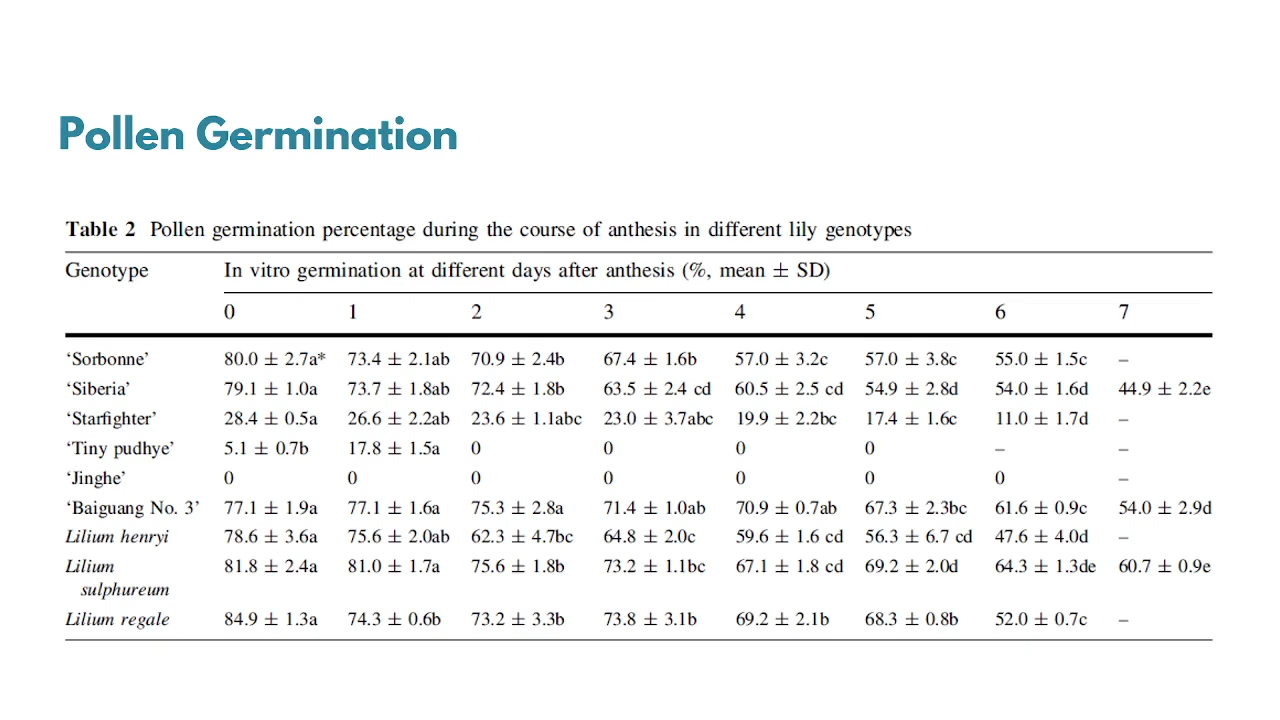 Pollen Germination
Table 2 Pollen germination percentage during the course of anthesis in different lily genotypes
Genotype In vitro germination at different days after anthesis (%, mean ± SD)
0 1 2 3 4 5 6 7
‘Sorbonne’ 80.0 ± 2.7a* 73.4 ± 2.1ab 70.9 ± 2.4b 67.4 ± 1.6b 57.0 ± 3.2c 57.0 ± 3.8c 55.0 ± 1.5c –
‘Siberia’ 79.1 ± 1.0a 73.7 ± 1.8ab 72.4 ± 1.8b 63.5 ± 2.4 cd 60.5 ± 2.5 cd 54.9 ± 2.8d 54.0 ± 1.6d 44.9 ± 2.2e
‘Starfighter’ 28.4 ± 0.5a 26.6 ± 2.2ab 23.6 ± 1.1abc 23.0 ± 3.7abc 19.9 ± 2.2bc 17.4 ± 1.6c 11.0 ± 1.7d –
‘Tiny pudhye’ 5.1 ± 0.7b 17.8 ± 1.5a 0 0 0 0 – –
‘Jinghe’ 0 0 0 0 0 0 0 –
‘Baiguang No. 3’ 77.1 ± 1.9a 77.1 ± 1.6a 75.3 ± 2.8a 71.4 ± 1.0ab 70.9 ± 0.7ab 67.3 ± 2.3bc 61.6 ± 0.9c 54.0 ± 2.9d
Lilium henryi 78.6 ± 3.6a 75.6 ± 2.0ab 62.3 ± 4.7bc 64.8 ± 2.0c 59.6 ± 1.6 cd 56.3 ± 6.7 cd 47.6 ± 4.0d –
Lilium 81.8 ± 2.4a 81.0 ± 1.7a 75.6 ± 1.8b 73.2 ± 1.1bc 67.1 ± 1.8 cd 69.2 ± 2.0d 64.3 ± 1.3de 60.7 ± 0.9e
sulphureum
Lilium regale 84.9 ± 1.3a 74.3 ± 0.6b 73.2 ± 3.3b 73.8 ± 3.1b 69.2 ± 2.1b 68.3 ± 0.8b 52.0 ± 0.7c –